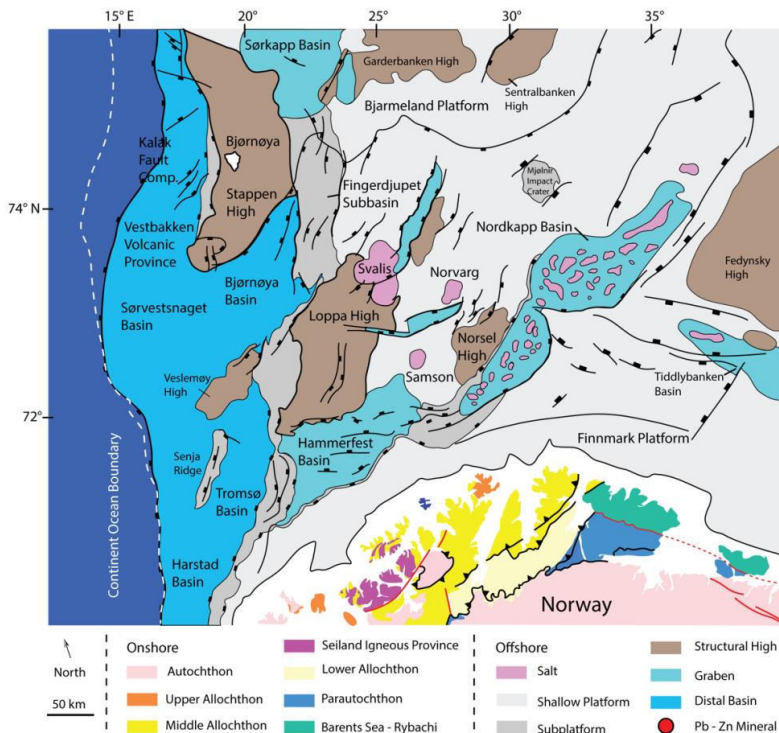 15° E 20° 25° 30° 35°
Sørkapp Basin
Garderbanken High
Sentralbanken
High
Bjarmeland Platform
Kalak
Fault
Comp.
Bjørnøya
Stappen
High
Fingerdjupet
Subbasin
Mjølnir
Impact
Crater
74° N
Nordkapp Basin
Vestbakken
Volcanic
Province
Svalis
Norvarg
Fedynsky
High
Bjørnøya
Basin
Sørvestsnaget
Basin
Loppa High
Norsel
High
Veslemøy
High
Samson
Tiddlybanken
Basin
72°
Finnmark Platform
Hammerfest
Basin
Senja
Ridge
Tromsø
Basin
Continent Ocean Boundary
Harstad
Basin
Norway
North
50 km
Onshore
Autochthon
Upper Allochthon
Middle Allochthon
Seiland Igneous Province
Lower Allochthon
Parautochthon
Barents Sea - Rybachi
Offshore
Salt
Shallow Platform
Subplatform
Structural High
Graben
Distal Basin
Pb - Zn Mineral